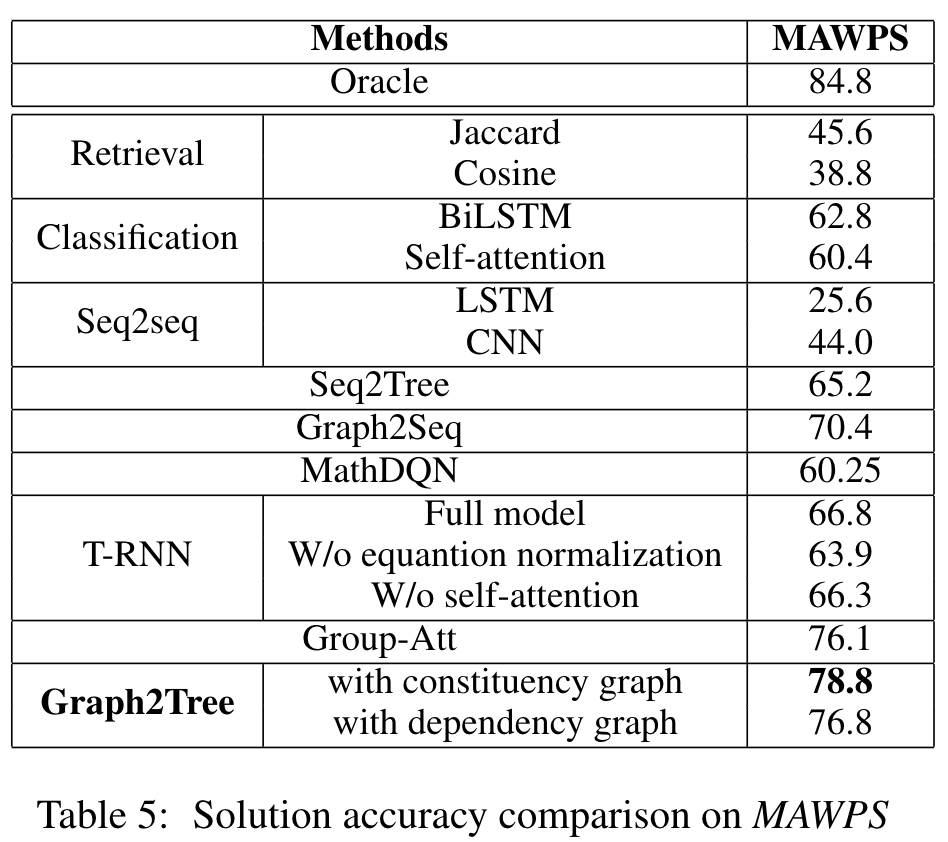 Methods MAWPS
Oracle 84.8
Retrieval Jaccard 45.6
Cosine 38.8
Classification BiLSTM 62.8
Self-attention 60.4
Seq2seq LSTM 25.6
CNN 44.0
Seq2Tree 65.2
Graph2Seq 70.4
MathDQN 60.25
T-RNN Full model 66.8
W/o equantion normalization 63.9
W/o self-attention 66.3
Group-Att 76.1
Graph2Tree with constituency graph 78.8
with dependency graph 76.8
Table 5: Solution accuracy comparison on MAWPS